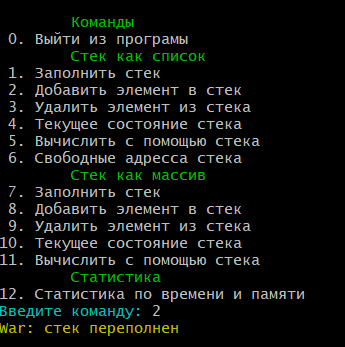 Команды
0. Выйти из програмы
Стек как список
1. Заполнить стек
2. Добавить элемент в стек
3. Удалить элемент из стека
4. Текущее состояние стека
5. Вычислить с помощью стека
6. Свободные адресса стека
Стек как массив
7. Заполнить стек
8. Добавить элемент в стек
9. Удалить элемент из стека
10. Текущее состояние стека
11. Вычислить с помощью стека
Статистика
12. Статистика по времени и памяти
Введите команду: 2
War: стек переполнен